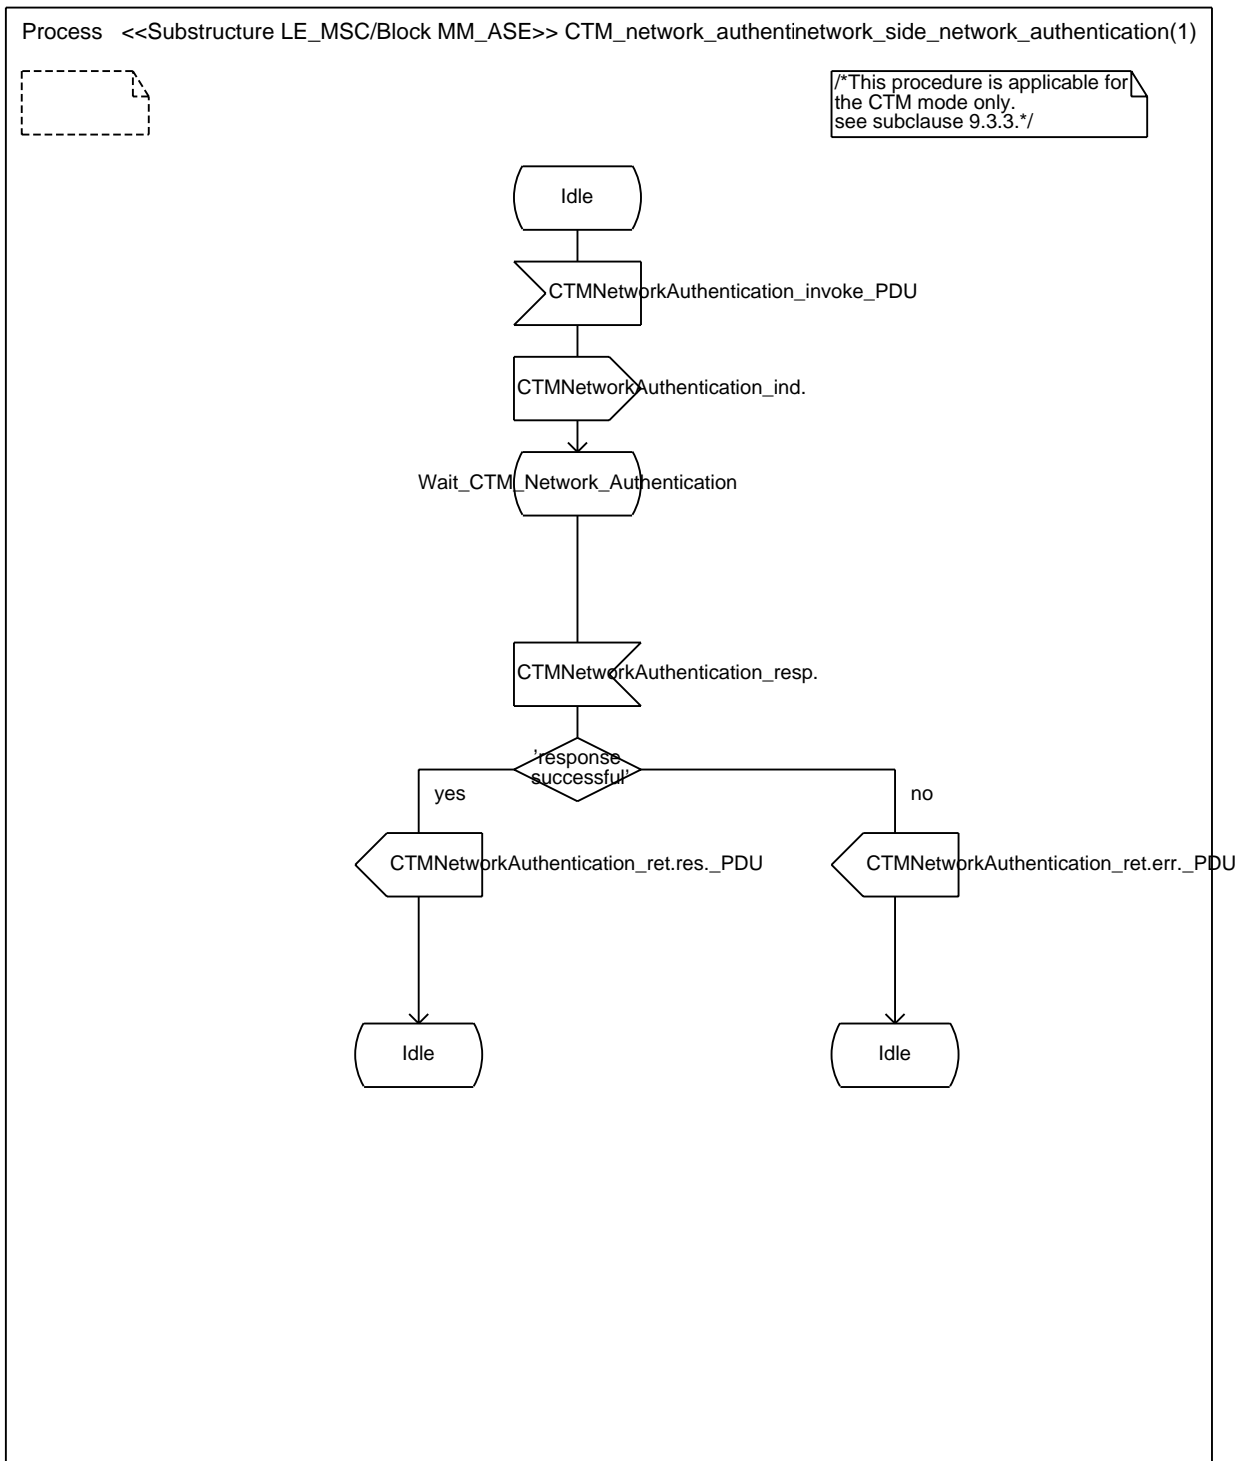 Process <<Substructure LE_MSC/Block MM_ASE>> CTM_network_authentinetwork_side_network_authentication(1)
/*This procedure is applicable for
the CTM mode only.
see subclause 9.3.3.*/
Idle
CTMNetworkAuthentication_invoke_PDU
CTMNetworkAuthentication_ind.
Wait_CTM_Network_Authentication
CTMNetworkAuthentication_resp.
'response
successful'
yes
no
CTMNetworkAuthentication_ret.res._PDU
CTMNetworkAuthentication_ret.err._PDU
Idle
Idle